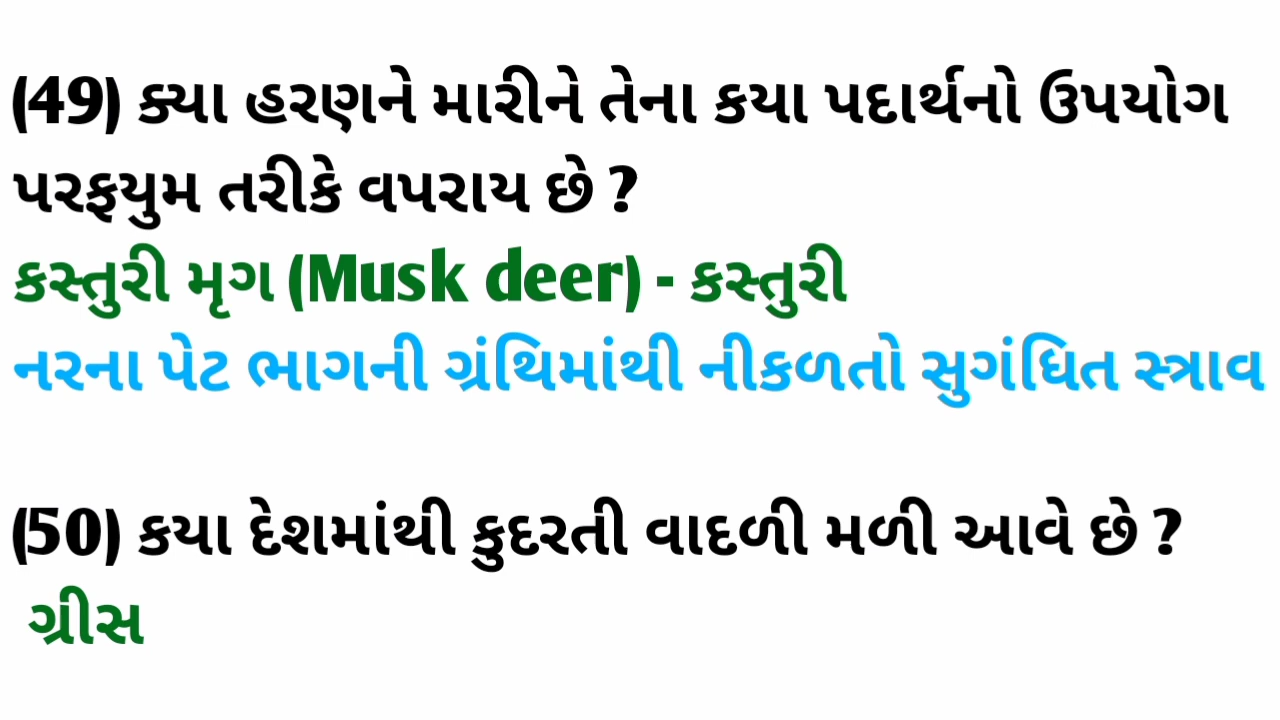 (49) ક્યા હરણને મારીને તેના કયા પદાર્થનો ઉપયોગ
પરફયુમ તરીકે વપરાય છે ?
કસ્તુરી મૃગ (Musk deer) - કસ્તુરી
નરના પેટ ભાગની ગ્રંથિમાંથી નીકળતો સુગંધિત સ્ત્રાવ
(50) કયા દેશમાંથી કુદરતી વાદળી મળી આવે છે ?
ગ્રીસ